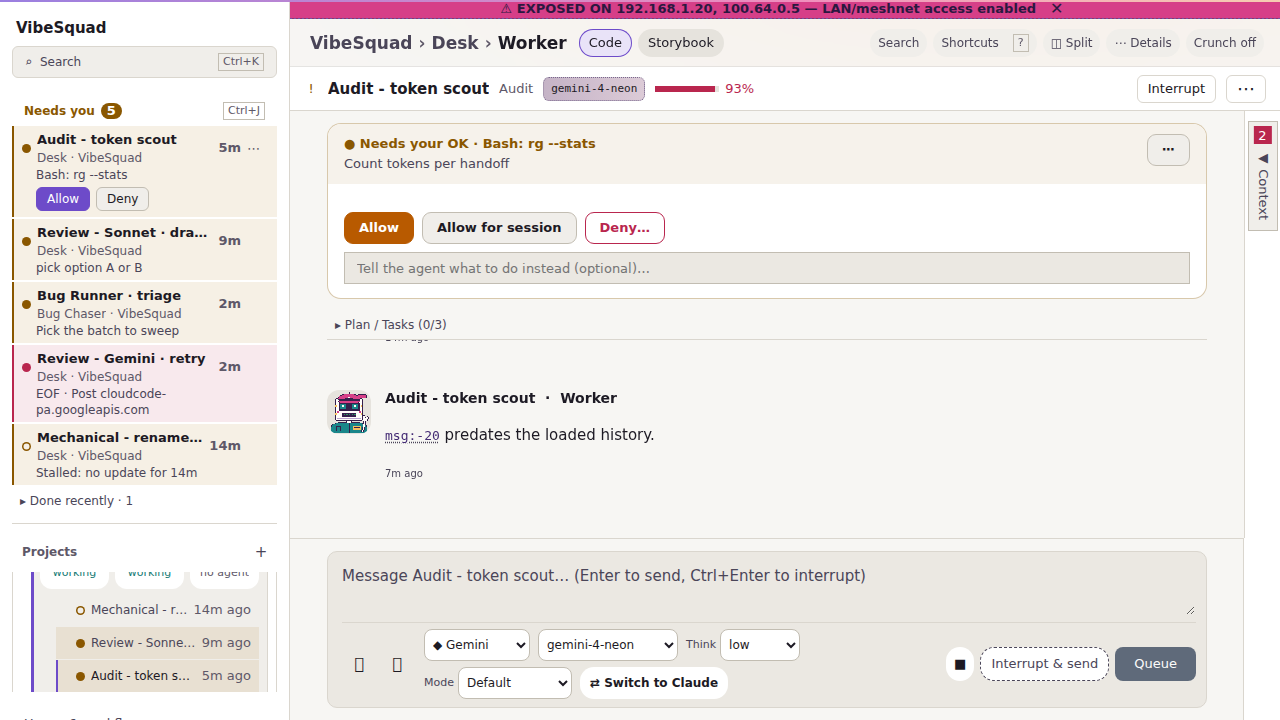 ⚠ EXPOSED ON 192.168.1.20, 100.64.0.5 — LAN/meshnet access enabled ✕
VibeSquad
⌕ Search Ctrl+K
Needs you 5 Ctrl+J
Audit - token scout 5m ⋯
Desk · VibeSquad
Bash: rg --stats
Allow Deny
Review - Sonnet · dra… 9m
Desk · VibeSquad
pick option A or B
Bug Runner · triage 2m
Bug Chaser · VibeSquad
Pick the batch to sweep
Review - Gemini · retry 2m
Desk · VibeSquad
EOF · Post cloudcode-
pa.googleapis.com
Mechanical - rename… 14m
Desk · VibeSquad
Stalled: no update for 14m
▸ Done recently · 1
Projects +
working working no agent
Mechanical - r… 14m ago
Review - Sonne… 9m ago
Audit - token s… 5m ago
VibeSquad › Desk › Worker Code Storybook Search Shortcuts ? ◫ Split ⋯ Details Crunch off
! Audit - token scout Audit gemini-4-neon 93% Interrupt ⋯
● Needs your OK · Bash: rg --stats ⋯
Count tokens per handoff
Allow Allow for session Deny…
Tell the agent what to do instead (optional)…
▸ Plan / Tasks (0/3)
Audit - token scout · Worker
msg:-20 predates the loaded history.
7m ago
2 ◀ Context
Message Audit - token scout… (Enter to send, Ctrl+Enter to interrupt)
◆ Gemini gemini-4-neon Think low
Mode Default ⇄ Switch to Claude
■ Interrupt & send Queue